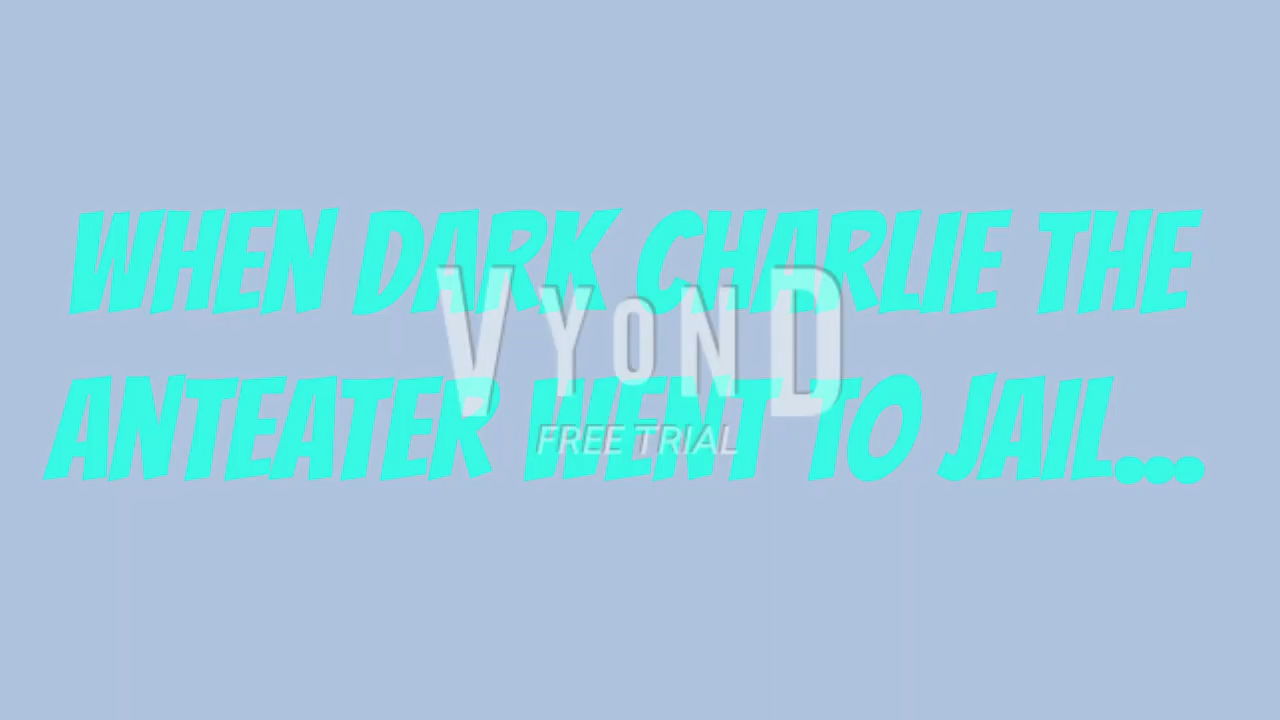 WHEN DARK CHARLIE THE
VYOND
ANTEATER WENT TO JAIL...
FREE TRIAL